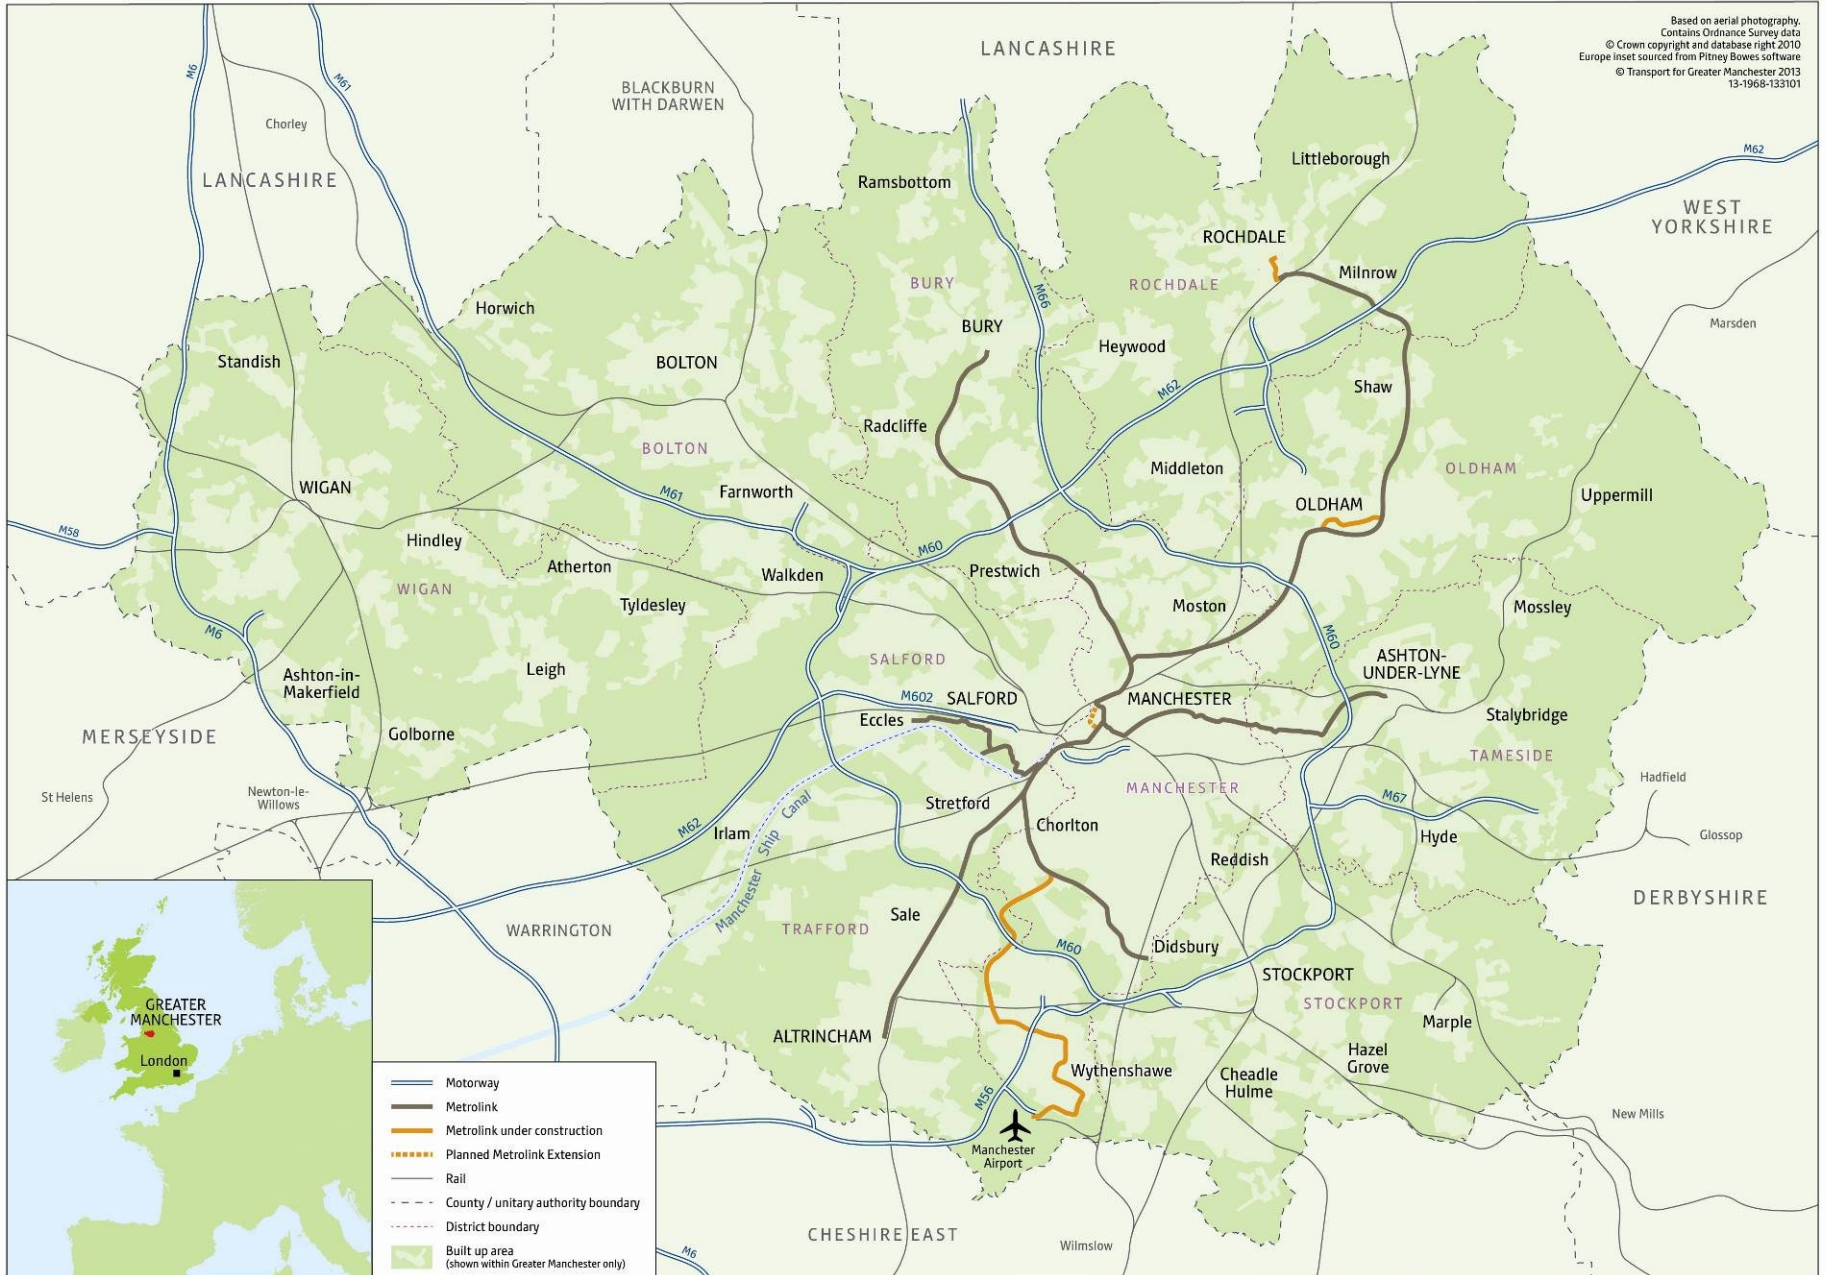 Based on aerial photography.
Contains Ordnance Survey data
© Crown copyright and database right 2010
Europe inset sourced from Pitney Bowes software
© Transport for Greater Manchester 2013
13-1968-133101
LANCASHIRE
M6
M61
BLACKBURN
WITH DARWEN
Chorley
LANCASHIRE
Ramsbottom
Littleborough
M62
WEST
YORKSHIRE
ROCHDALE
Milnrow
BURY
ROCHDALE
M66
Horwich
BURY
Marsden
Standish
BOLTON
Heywood
M62
Shaw
Radcliffe
BOLTON
Middleton
OLDHAM
WIGAN
Farnworth
M61
OLDHAM
Uppermill
M58
Hindley
M60
Atherton
Walkden
Prestwich
WIGAN
Tyldesley
Moston
Mossley
M6
M60
SALFORD
ASHTON-
UNDER-LYNE
Leigh
Ashton-in-
Makerfield
M602
SALFORD
MANCHESTER
Eccles
Stalybridge
MERSEYSIDE
Golborne
TAMESIDE
St Helens
Newton-le-
Willows
Hadfield
MANCHESTER
M67
Stretford
Manchester Ship Canal
M62
Irlam
Chorlton
Hyde
Glossop
Reddish
DERBYSHIRE
Sale
WARRINGTON
TRAFFORD
M60
Didsbury
STOCKPORT
STOCKPORT
GREATER
MANCHESTER
London
Marple
ALTRINCHAM
Hazel
Grove
Wythenshawe
Cheadle
Hulme
M56
New Mills
Manchester
Airport
Motorway
Metrolink
Metrolink under construction
Planned Metrolink Extension
Rail
County / unitary authority boundary
District boundary
Built up area
(shown within Greater Manchester only)
CHESHIRE EAST
Wilmslow
M6